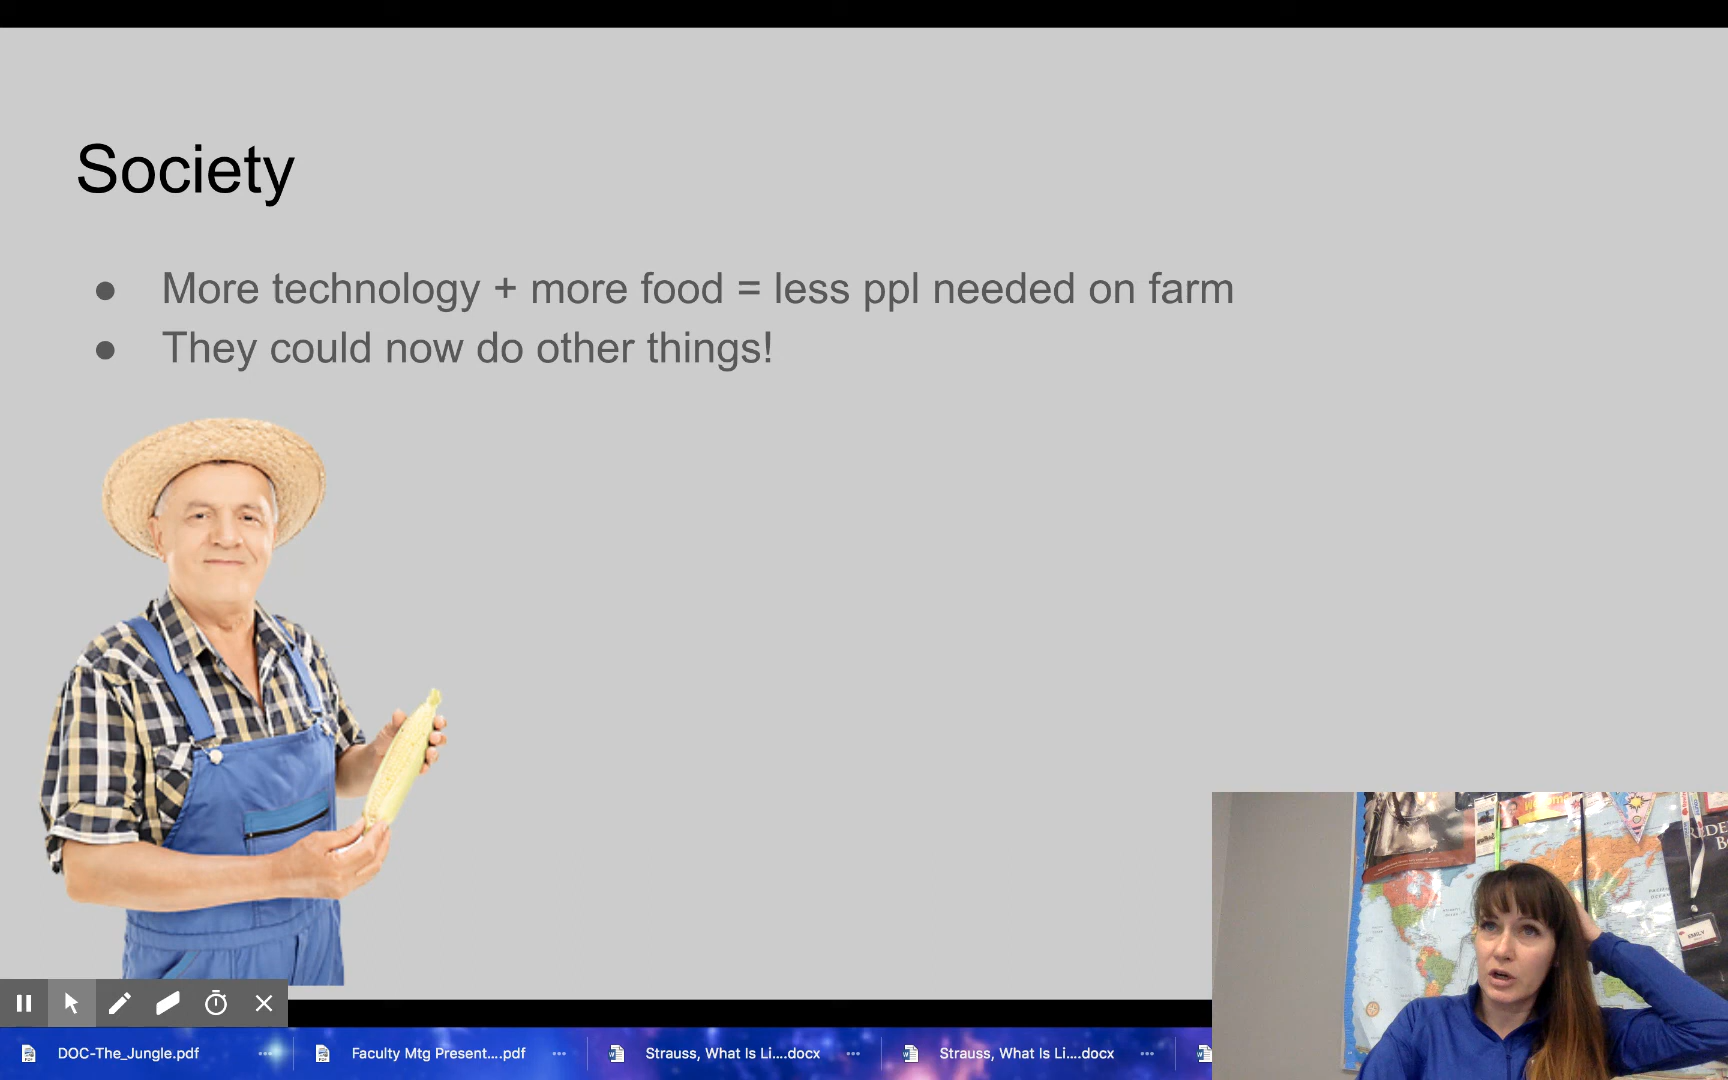 Society
● More technology + more food = less ppl needed on farm
● They could now do other things!
EMILY
DOC-The_Jungle.pdf
Faculty Mtg Present....pdf
Strauss, What Is Li....docx
Strauss, What Is Li....docx